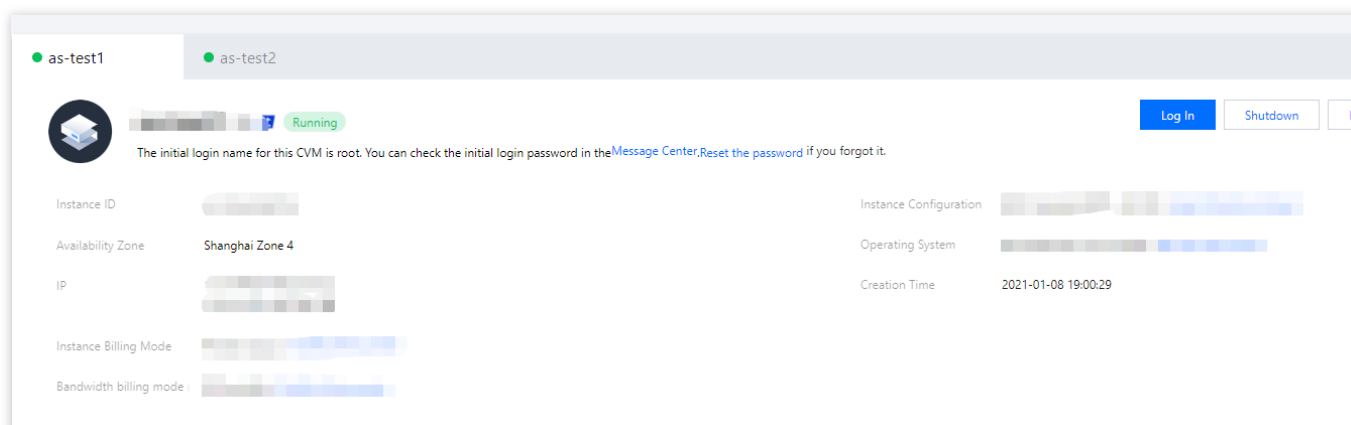 as-test1 as-test2
Running
Log In Shutdown
The initial login name for this CVM is root. You can check the initial login password in the Message Center,Reset the password if you forgot it.
Instance ID Instance Configuration
Availability Zone Shanghai Zone 4 Operating System
IP Creation Time 2021-01-08 19:00:29
Instance Billing Mode
Bandwidth billing mode